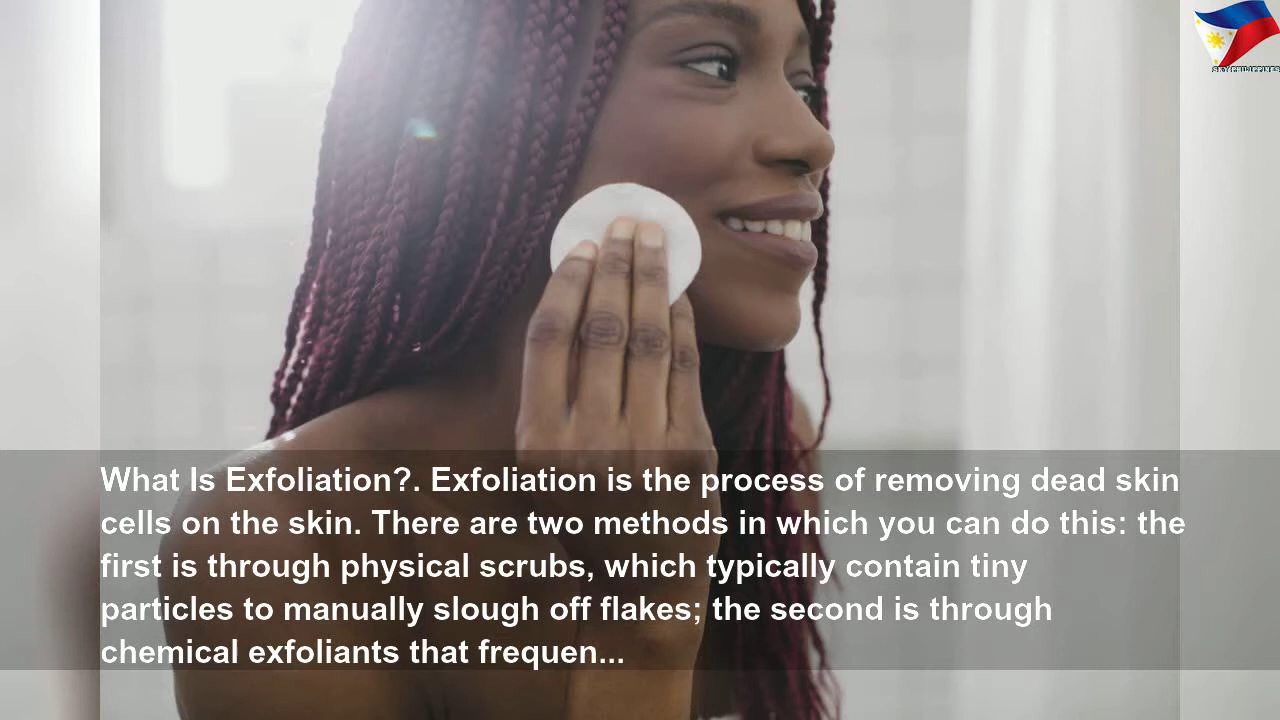 SKYPHILIPPINES
What Is Exfoliation?. Exfoliation is the process of removing dead skin
cells on the skin. There are two methods in which you can do this: the
first is through physical scrubs, which typically contain tiny
particles to manually slough off flakes; the second is through
chemical exfoliants that frequen...